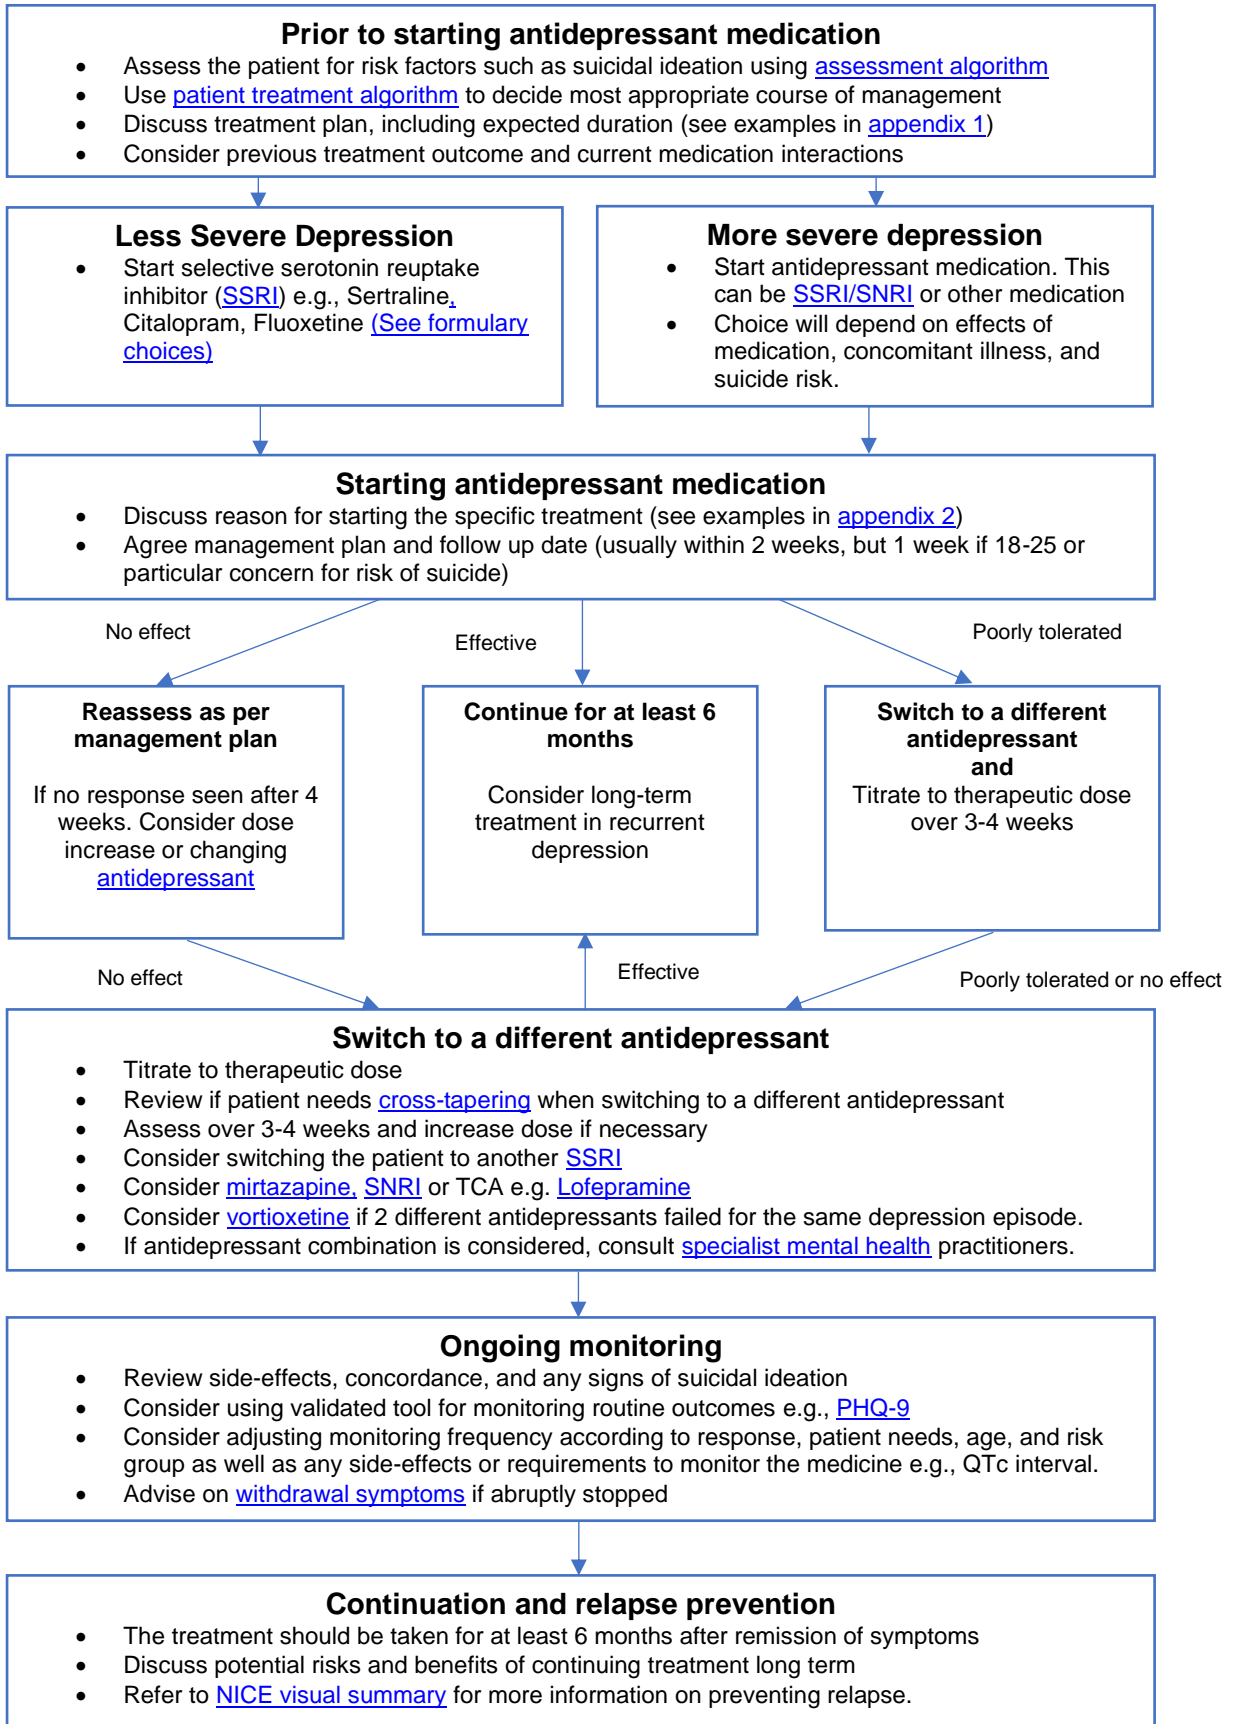 Prior to starting antidepressant medication
• Assess the patient for risk factors such as suicidal ideation using assessment algorithm
• Use patient treatment algorithm to decide most appropriate course of management
• Discuss treatment plan, including expected duration (see examples in appendix 1)
• Consider previous treatment outcome and current medication interactions
Less Severe Depression
• Start selective serotonin reuptake
inhibitor (SSRI) e.g., Sertraline,
Citalopram, Fluoxetine (See formulary
choices)
More severe depression
• Start antidepressant medication. This
can be SSRI/SNRI or other medication
• Choice will depend on effects of
medication, concomitant illness, and
suicide risk.
Starting antidepressant medication
• Discuss reason for starting the specific treatment (see examples in appendix 2)
• Agree management plan and follow up date (usually within 2 weeks, but 1 week if 18-25 or
particular concern for risk of suicide)
No effect
Effective
Poorly tolerated
Reassess as per
management plan
If no response seen after 4
weeks. Consider dose
increase or changing
antidepressant
Continue for at least 6
months
Consider long-term
treatment in recurrent
depression
Switch to a different
antidepressant
and
Titrate to therapeutic dose
over 3-4 weeks
No effect
Effective
Poorly tolerated or no effect
Switch to a different antidepressant
• Titrate to therapeutic dose
• Review if patient needs cross-tapering when switching to a different antidepressant
• Assess over 3-4 weeks and increase dose if necessary
• Consider switching the patient to another SSRI
• Consider mirtazapine, SNRI or TCA e.g. Lofepramine
• Consider vortioxetine if 2 different antidepressants failed for the same depression episode.
• If antidepressant combination is considered, consult specialist mental health practitioners.
Ongoing monitoring
• Review side-effects, concordance, and any signs of suicidal ideation
• Consider using validated tool for monitoring routine outcomes e.g., PHQ-9
• Consider adjusting monitoring frequency according to response, patient needs, age, and risk
group as well as any side-effects or requirements to monitor the medicine e.g., QTc interval.
• Advise on withdrawal symptoms if abruptly stopped
Continuation and relapse prevention
• The treatment should be taken for at least 6 months after remission of symptoms
• Discuss potential risks and benefits of continuing treatment long term
• Refer to NICE visual summary for more information on preventing relapse.